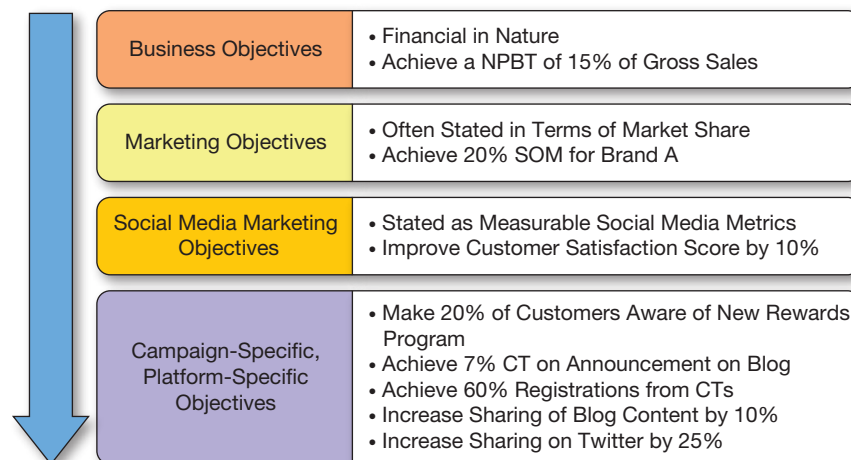 Business Objectives
• Financial in Nature
• Achieve a NPBT of 15% of Gross Sales
Marketing Objectives
• Often Stated in Terms of Market Share
• Achieve 20% SOM for Brand A
Social Media Marketing
Objectives
• Stated as Measurable Social Media Metrics
• Improve Customer Satisfaction Score by 10%
Campaign-Specific,
Platform-Specific
Objectives
• Make 20% of Customers Aware of New Rewards
Program
• Achieve 7% CT on Announcement on Blog
• Achieve 60% Registrations from CTs
• Increase Sharing of Blog Content by 10%
• Increase Sharing on Twitter by 25%